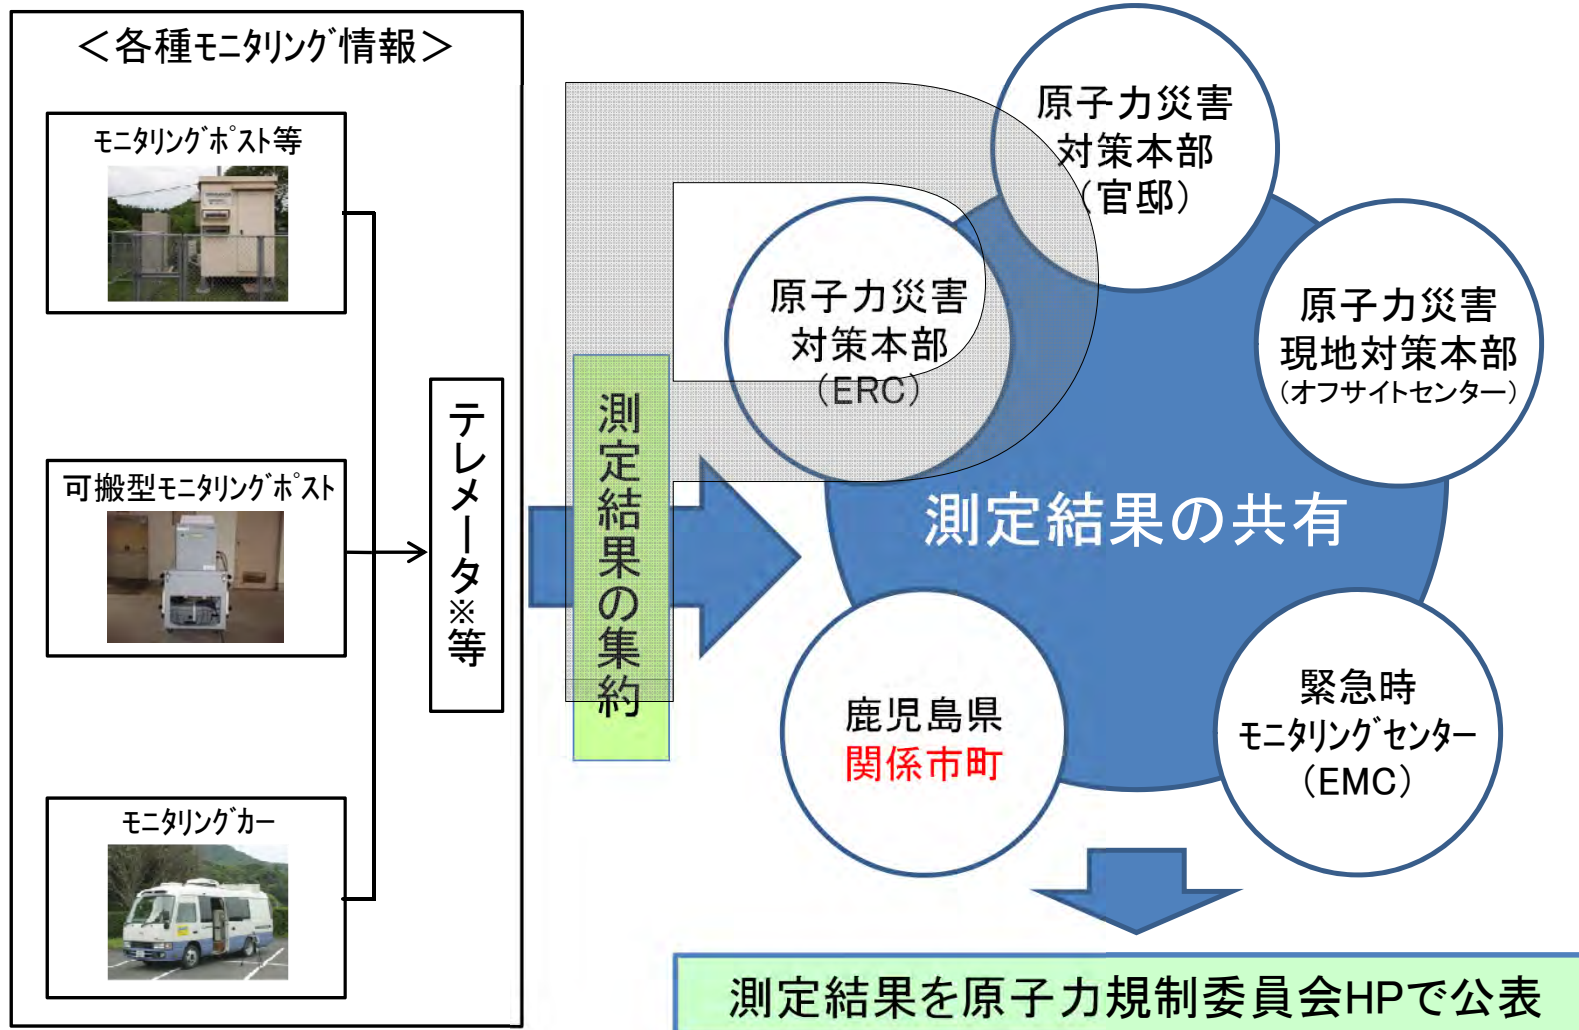 ＜各種ﾓﾆﾀﾘﾝｸﾞ情報＞
ﾓﾆﾀﾘﾝｸﾞﾎﾟｽﾄ等
可搬型ﾓﾆﾀﾘﾝｸﾞﾎﾟｽﾄ
ﾓﾆﾀﾘﾝｸﾞｶｰ
テレメータ※等
測定結果の集約
原子力災害
対策本部
（官邸）
原子力災害
対策本部
（ERC）
原子力災害
現地対策本部
（ｵﾌｻｲﾄｾﾝﾀｰ）
測定結果の共有
鹿児島県
関係市町
緊急時
ﾓﾆﾀﾘﾝｸﾞｾﾝﾀｰ
（EMC）
測定結果を原子力規制委員会HPで公表